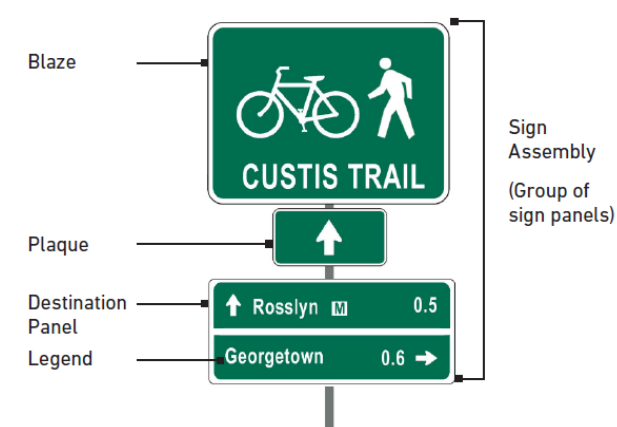 Blaze
CUSTIS TRAIL
Sign
Assembly
(Group of
sign panels)
Plaque
Destination
Panel
Rosslyn M 0.5
Legend
Georgetown 0.6